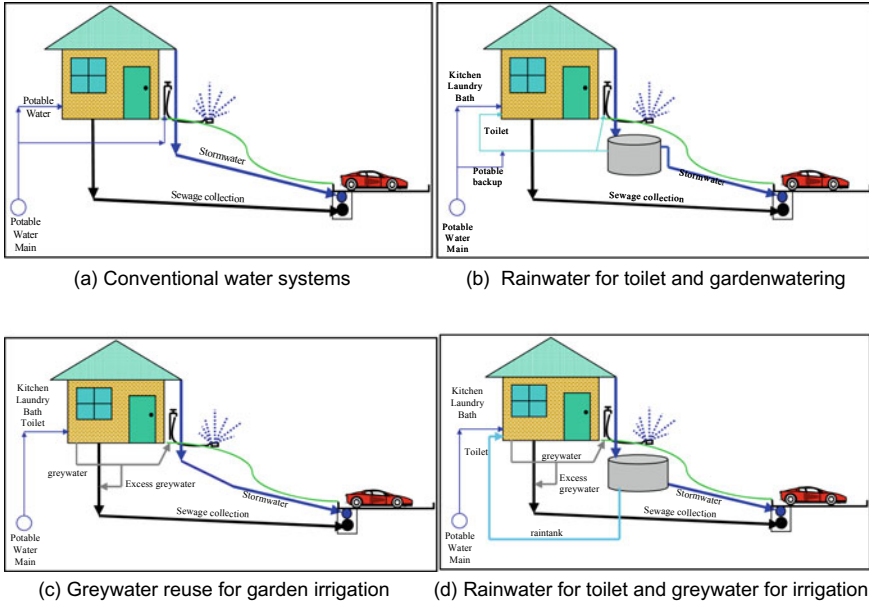 Potable
Water
Stormwater
Sewage collection
Potable
Water
Main
(a) Conventional water systems
Kitchen
Laundry
Bath
Toilet
Potable
backup
Stormwater
Sewage collection
Potable
Water
Main
(b) Rainwater for toilet and gardenwatering
Kitchen
Laundry
Bath
Toilet
greywater
Excess greywater
Stormwater
Sewage collection
Potable
Water
Main
(c) Greywater reuse for garden irrigation
Kitchen
Laundry
Bath
Toilet
greywater
Excess
greywater
Stormwater
Sewage collection
raintank
Potable
Water
Main
(d) Rainwater for toilet and greywater for irrigation